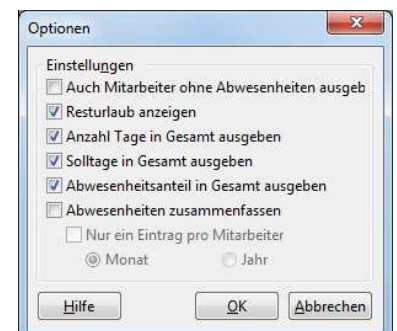 Optionen
Einstellungen
Auch Mitarbeiter ohne Abwesenheiten ausgeb
Resturlaub anzeigen
Anzahl Tage in Gesamt ausgeben
Solltage in Gesamt ausgeben
Abwesenheitsanteil in Gesamt ausgeben
Abwesenheiten zusammenfassen
Nur ein Eintrag pro Mitarbeiter
Monat Jahr
Hilfe OK Abbrechen